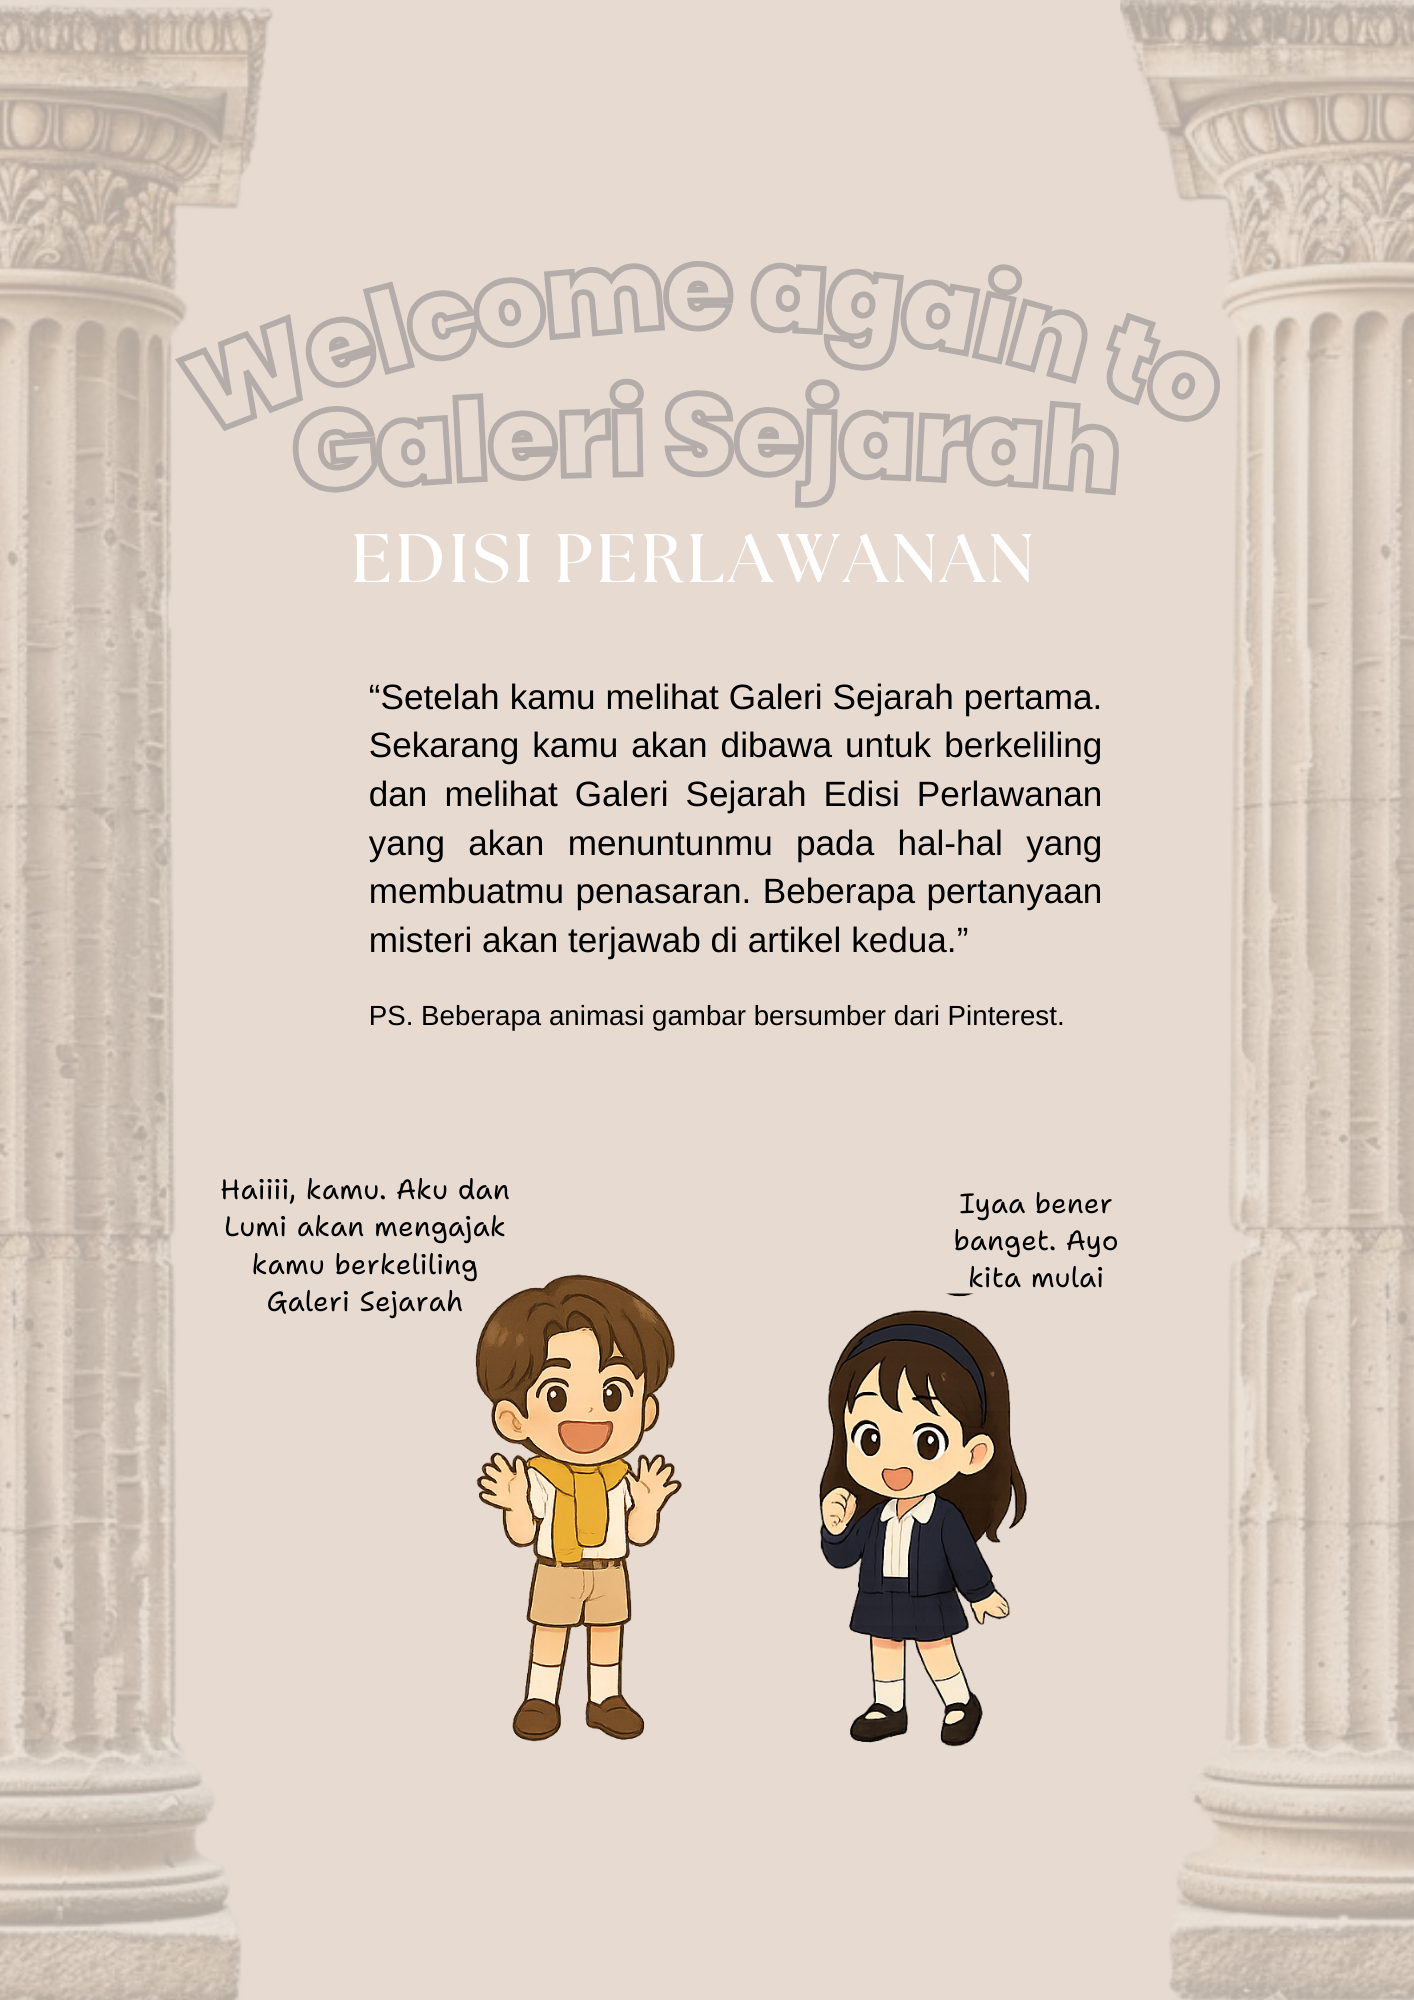 Welcome again to
Galeri Sejarah
EDISI PERLAWANAN
“Setelah kamu melihat Galeri Sejarah pertama.
Sekarang kamu akan dibawa untuk berkeliling
dan melihat Galeri Sejarah Edisi Perlawanan
yang akan menuntunmu pada hal-hal yang
membuatmu penasaran. Beberapa pertanyaan
misteri akan terjawab di artikel kedua.”
PS. Beberapa animasi gambar bersumber dari Pinterest.
Haiiii, kamu. Aku dan
Lumi akan mengajak
kamu berkeliling
Galeri Sejarah
Iyaa bener
banget. Ayo
kita mulai